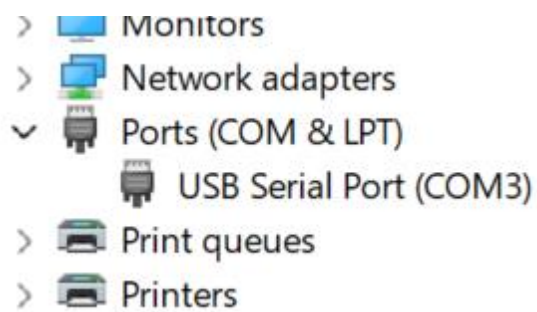 Monitors
Network adapters
Ports (COM & LPT)
USB Serial Port (COM3)
Print queues
Printers